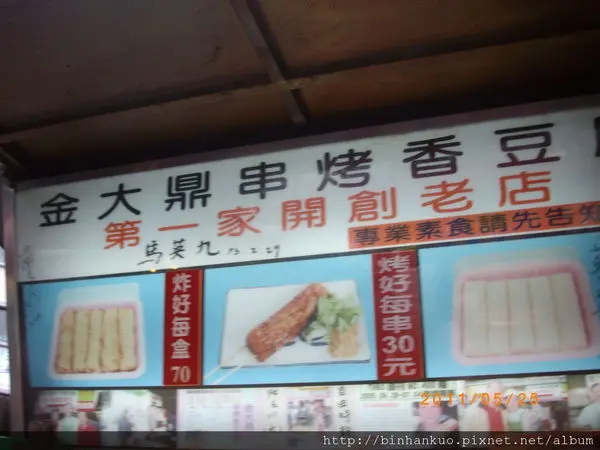 金大鼎串烤香豆
第一家開創老店
專業素食請先告知
馬英九
炸好每盒70
烤好每串30元
2011/05/25
http://binhankuo.pixnet.net/album